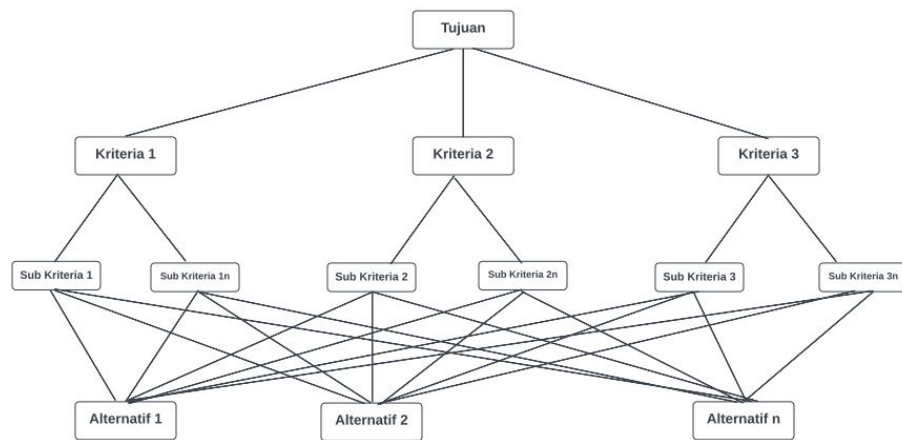 Tujuan
Kriteria 1
Kriteria 2
Kriteria 3
Sub Kriteria 1
Sub Kriteria 1n
Sub Kriteria 2
Sub Kriteria 2n
Sub Kriteria 3
Sub Kriteria 3n
Alternatif 1
Alternatif 2
Alternatif n